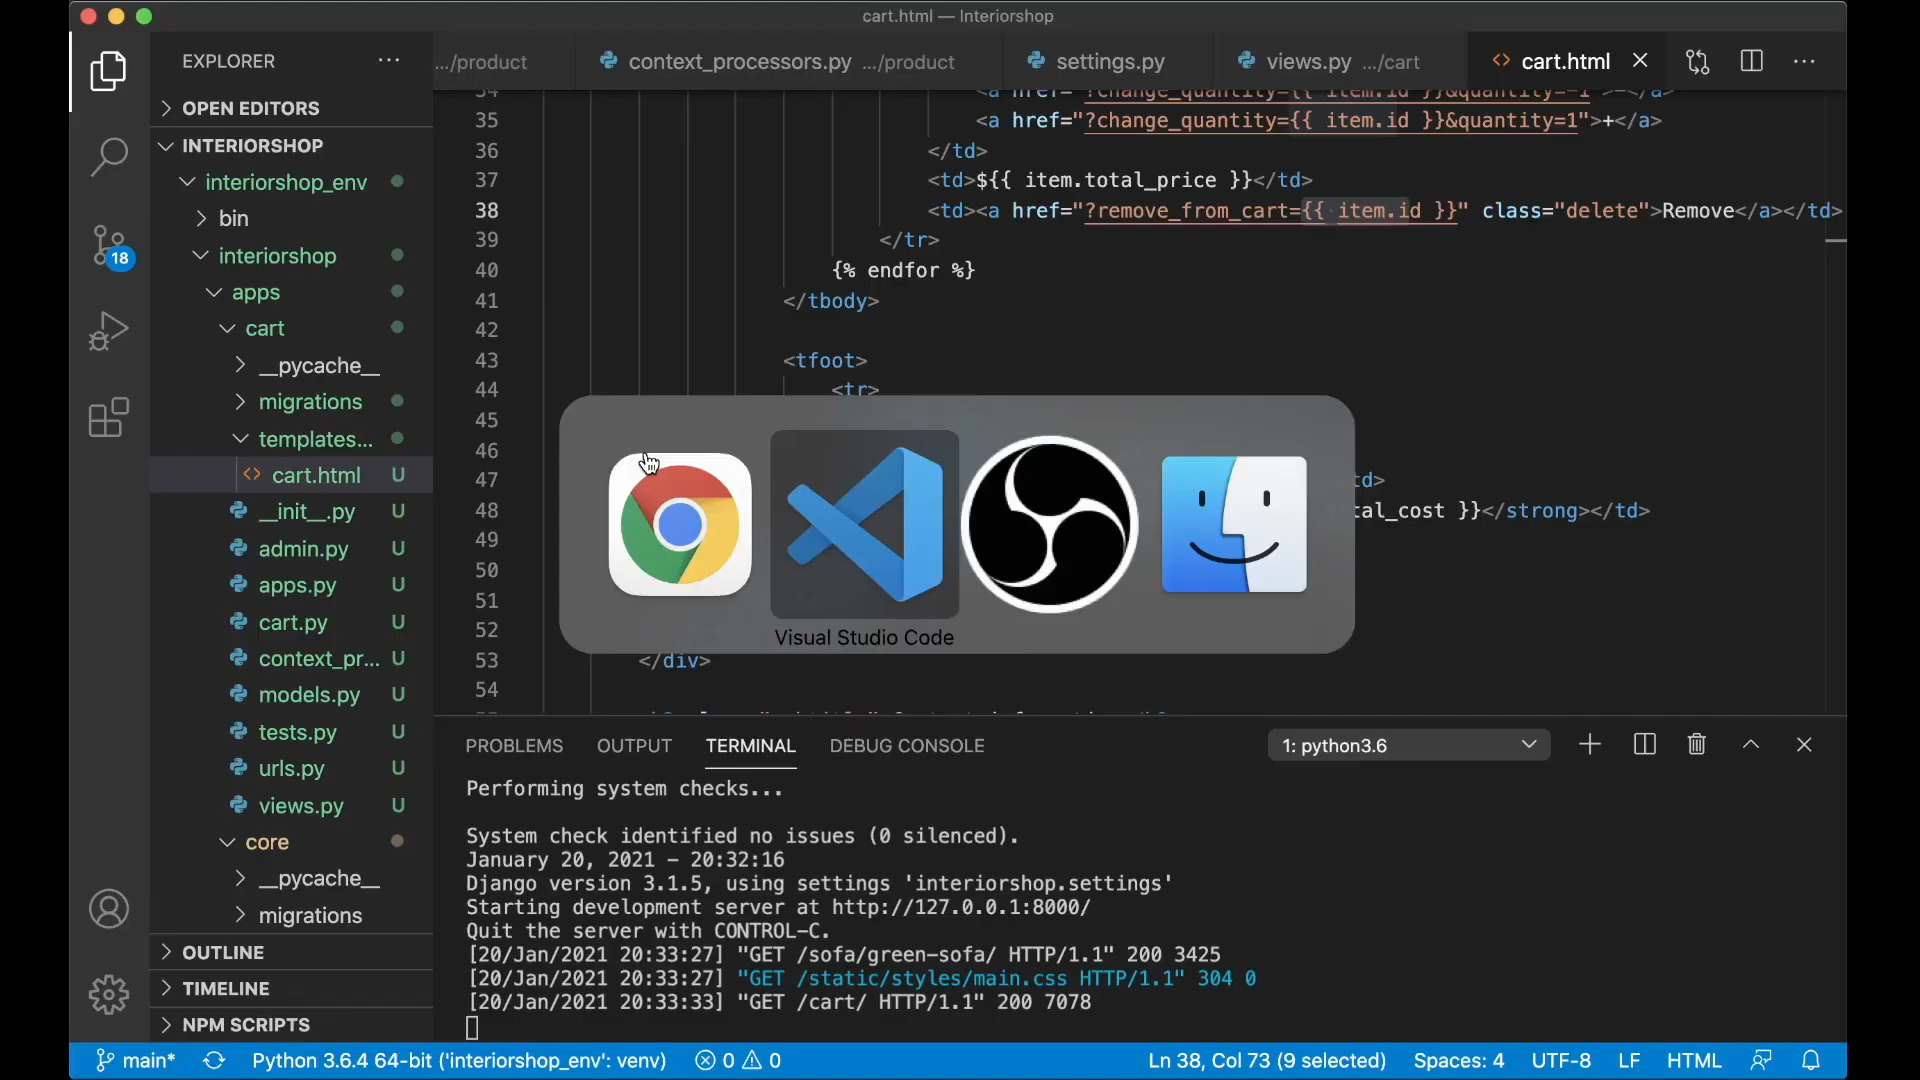 cart.html — Interiorshop
EXPLORER
.../product
context_processors.py .../product
settings.py
views.py .../cart
cart.html
OPEN EDITORS
INTERIORSHOP
interiorshop_env
bin
interiorshop
apps
cart
__pycache__
migrations
templates...
cart.html U
__init__.py U
admin.py U
apps.py U
cart.py U
context_pr... U
models.py U
tests.py U
urls.py U
views.py U
core
__pycache__
migrations
OUTLINE
TIMELINE
NPM SCRIPTS
18
34 <a href="?change_quantity={{ item.id }}&quantity=-1">-</a>
35 <a href="?change_quantity={{ item.id }}&quantity=1">+</a>
36 </td>
37 <td>${{ item.total_price }}</td>
38 <td><a href="?remove_from_cart={{ item.id }}" class="delete">Remove</a></td>
39 </tr>
40 {% endfor %}
41 </tbody>
42
43 <tfoot>
44 <tr>
45
46
47 td>
48 tal_cost }}</strong></td>
49
50
51
52
53 </div>
54
Visual Studio Code
PROBLEMS OUTPUT TERMINAL DEBUG CONSOLE
1: python3.6
Performing system checks...
System check identified no issues (0 silenced).
January 20, 2021 - 20:32:16
Django version 3.1.5, using settings 'interiorshop.settings'
Starting development server at http://127.0.0.1:8000/
Quit the server with CONTROL-C.
[20/Jan/2021 20:33:27] "GET /sofa/green-sofa/ HTTP/1.1" 200 3425
[20/Jan/2021 20:33:27] "GET /static/styles/main.css HTTP/1.1" 304 0
[20/Jan/2021 20:33:33] "GET /cart/ HTTP/1.1" 200 7078
main* Python 3.6.4 64-bit ('interiorshop_env': venv) 0 0 Ln 38, Col 73 (9 selected) Spaces: 4 UTF-8 LF HTML